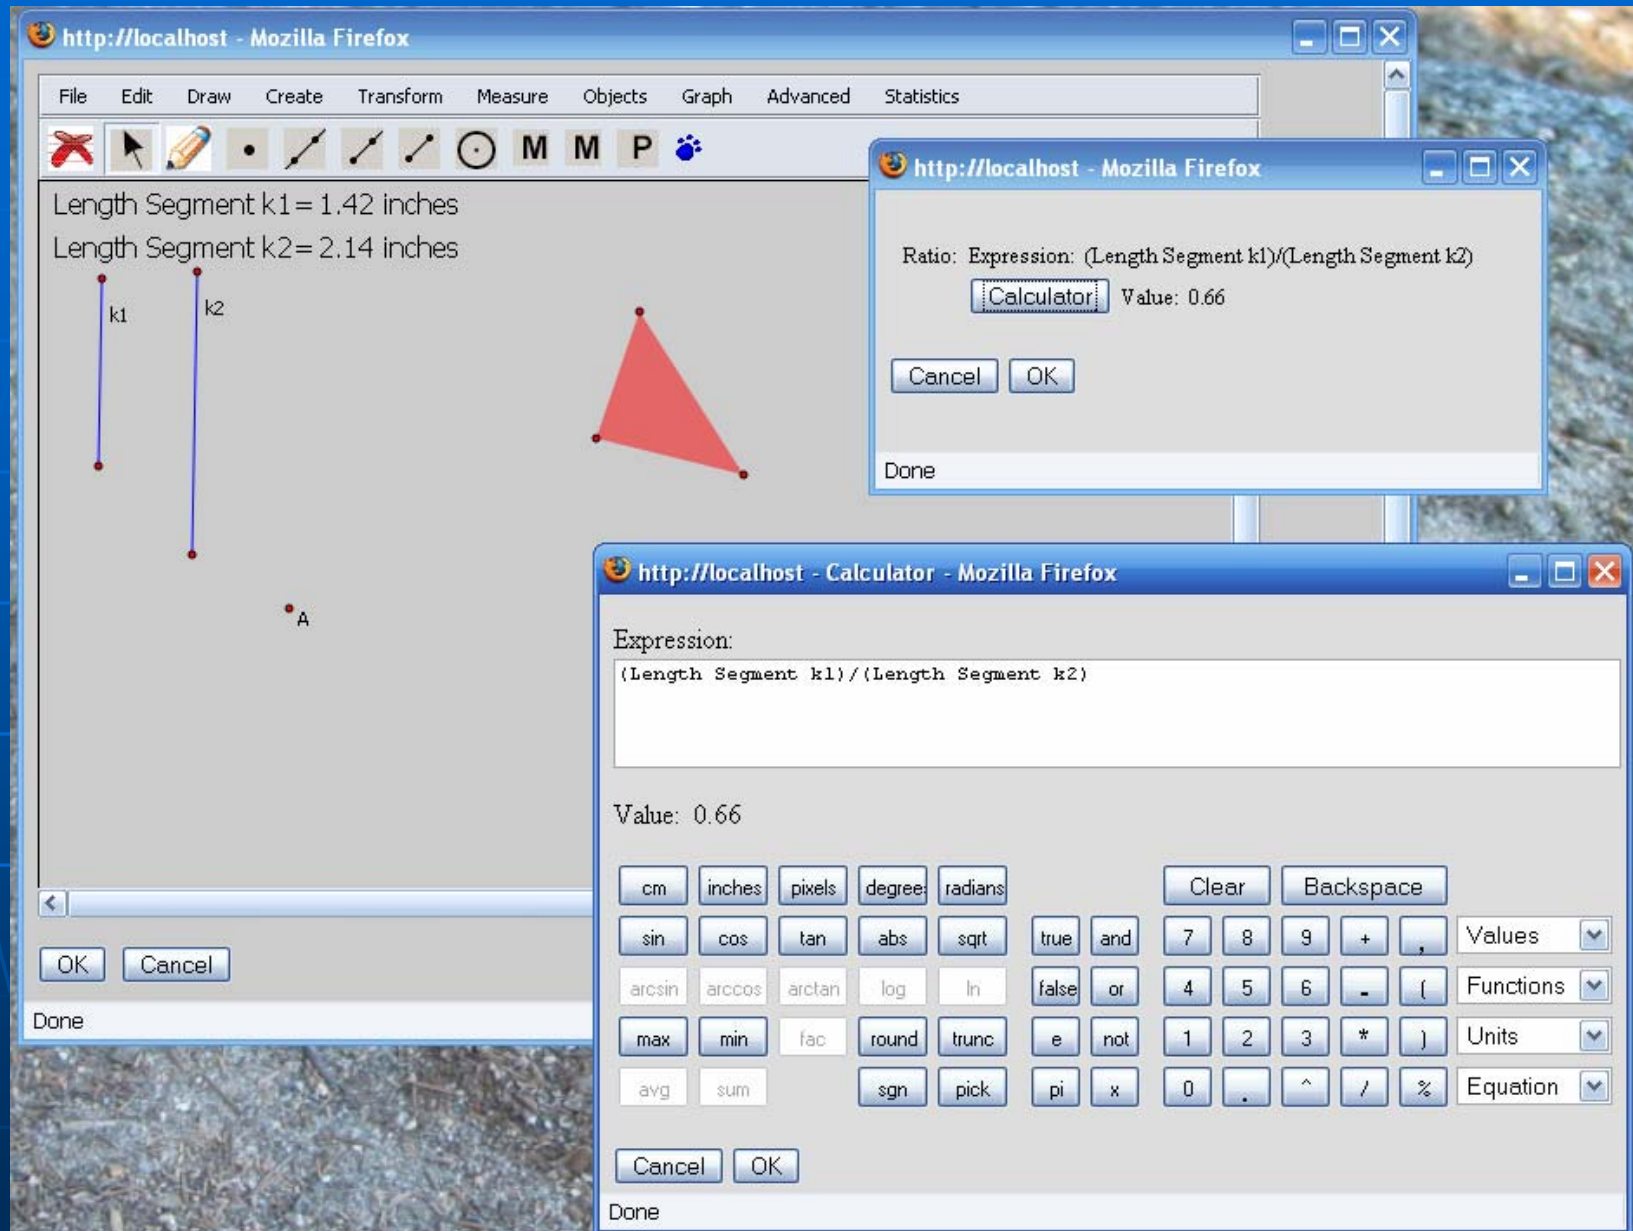 http://localhost - Mozilla Firefox
File Edit Draw Create Transform Measure Objects Graph Advanced Statistics
M M P
Length Segment k1= 1.42 inches
Length Segment k2= 2.14 inches
k1
k2
A
OK Cancel
Done
http://localhost - Mozilla Firefox
Ratio: Expression: (Length Segment k1)/(Length Segment k2)
Calculator Value: 0.66
Cancel OK
Done
http://localhost - Calculator - Mozilla Firefox
Expression:
(Length Segment k1)/(Length Segment k2)
Value: 0.66
cm inches pixels degree radians Clear Backspace
sin cos tan abs sqrt true and 7 8 9 + , Values
arcsin arccos arctan log ln false or 4 5 6 - ( Functions
max min fac round trunc e not 1 2 3 * ) Units
avg sum sgn pick pi x 0 . ^ / % Equation
Cancel OK
Done